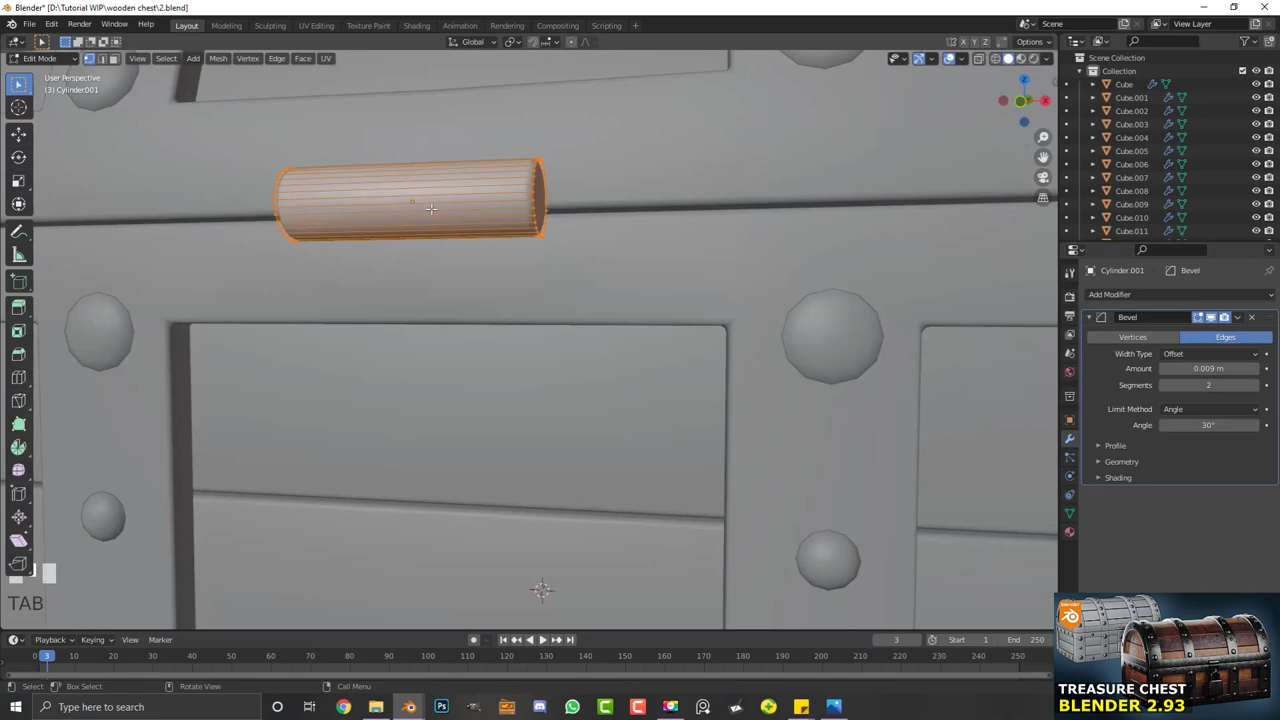 Blender* [D:\Tutorial WIP\wooden chest\2.blend]
File Edit Render Window Help
Layout Modeling Sculpting UV Editing Texture Paint Shading Animation Rendering Compositing Scripting +
Scene View Layer
Global X Y Z Options
Edit Mode View Select Add Mesh Vertex Edge Face UV
User Perspective
(3) Cylinder.001
Z
X
Scene Collection
Collection
Cube
Cube.001
Cube.002
Cube.003
Cube.004
Cube.005
Cube.006
Cube.007
Cube.008
Cube.009
Cube.010
Cube.011
Cylinder.001 Bevel
Add Modifier
Bevel
Vertices Edges
Width Type Offset
Amount 0.009 m
Segments 2
Limit Method Angle
Angle 30°
Profile
Geometry
Shading
TAB
TREASURE CHEST
BLENDER 2.93
Playback Keying View Marker 3 Start 1 End 250
0 3 10 20 30 40 50 60 70 80 90 100 110 120 130 140 150 160 170 180 190 200 210 220 230 240 250
Select Box Select Rotate View Call Menu
Type here to search